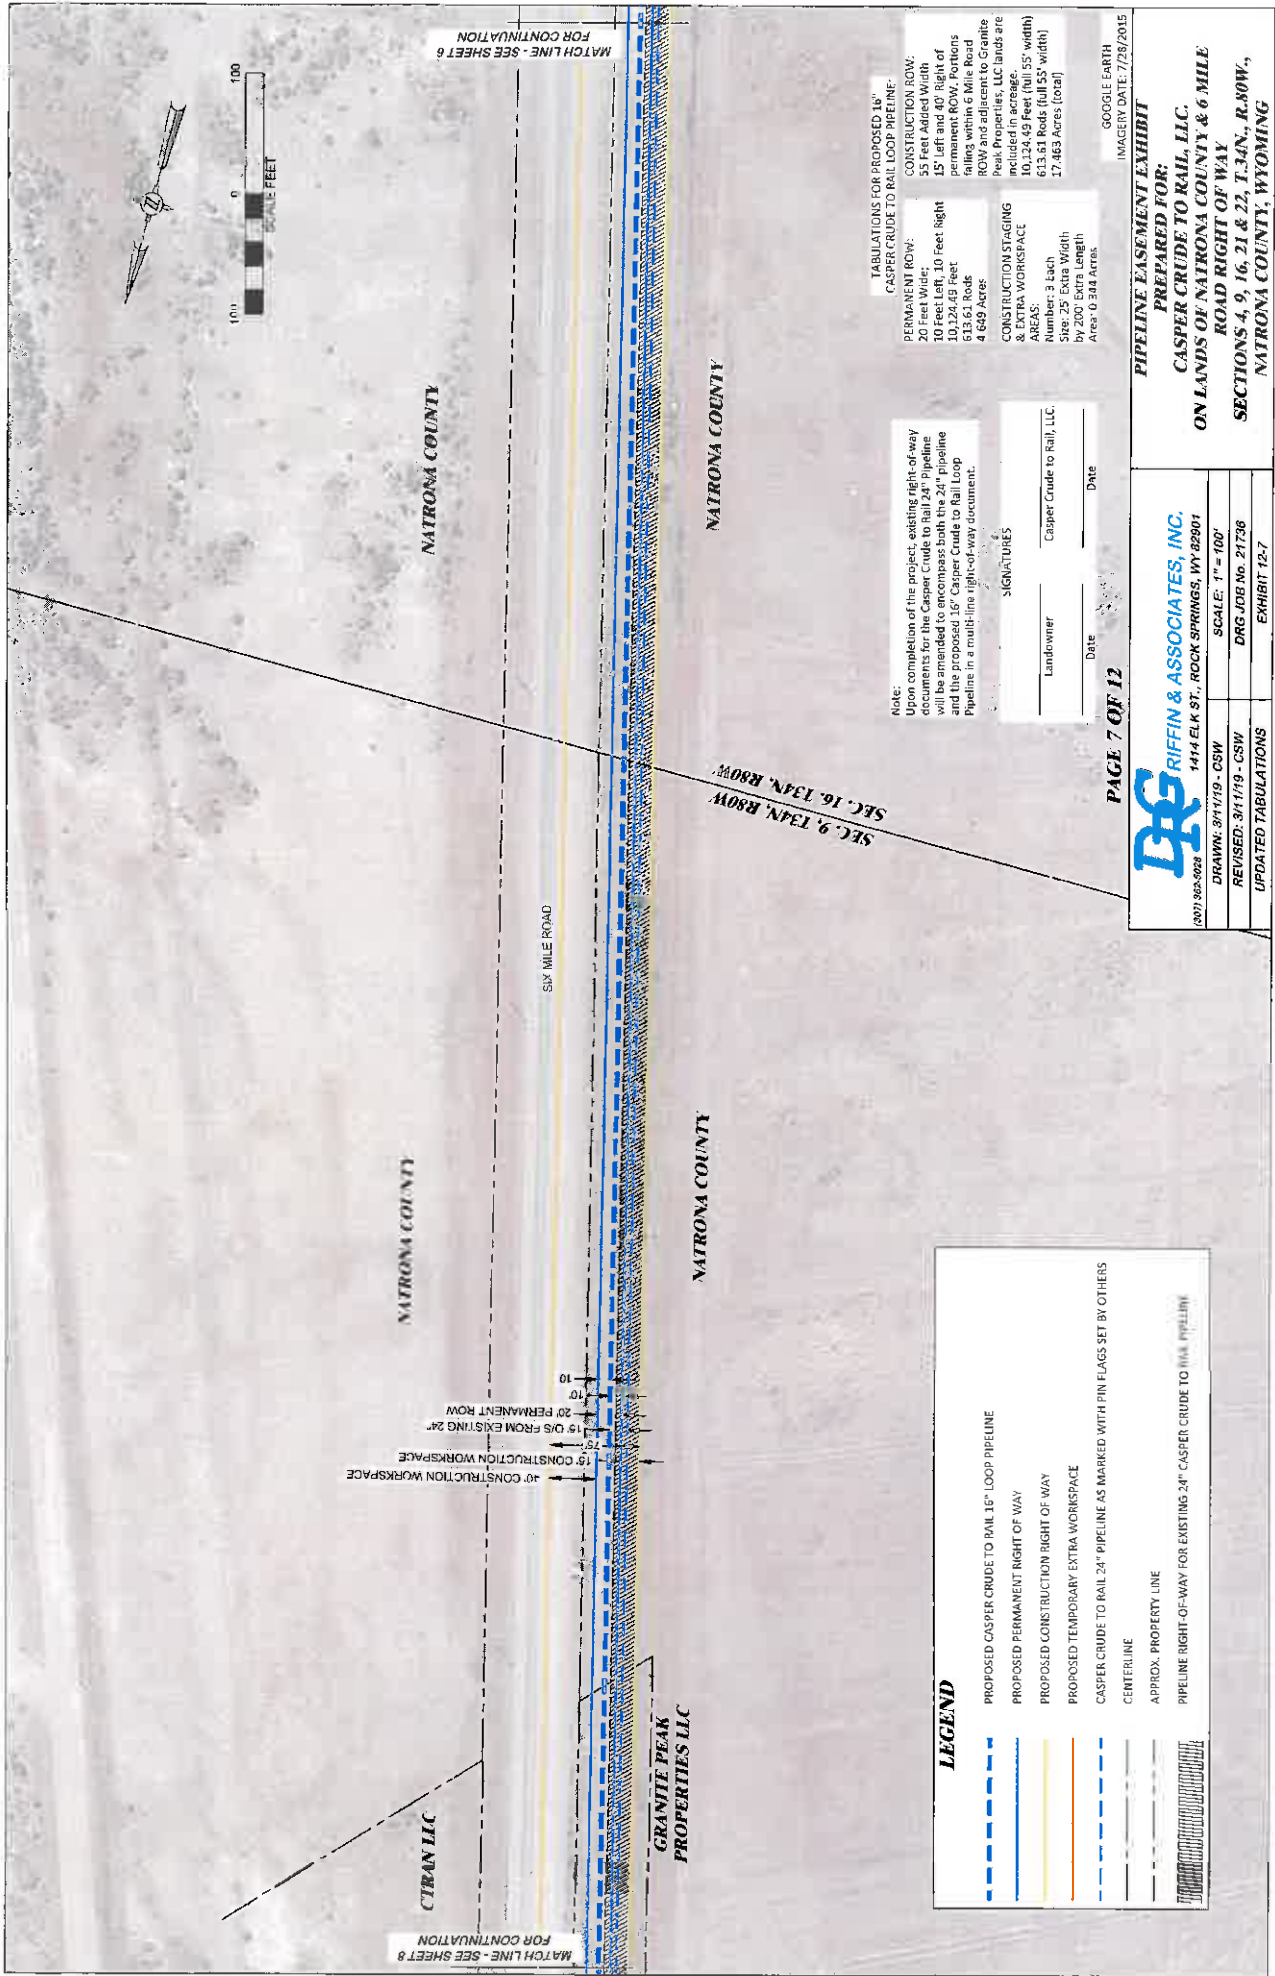 MATCH LINE - SEE SHEET 8
FOR CONTINUATION
MATCH LINE - SEE SHEET 6
FOR CONTINUATION
100
0
100
SCALE FEET
CTRAN LLC
NATRONA COUNTY
NATRONA COUNTY
SIX MILE ROAD
40' CONSTRUCTION WORKSPACE
15' CONSTRUCTION WORKSPACE
75'
15' O/S FROM EXISTING 24"
20' PERMANENT ROW
10'
10
GRANITE PEAK
PROPERTIES LLC
NATRONA COUNTY
NATRONA COUNTY
SEC. 9, T34N, R80W
SEC. 16, T34N, R80W
LEGEND
PROPOSED CASPER CRUDE TO RAIL 16" LOOP PIPELINE
PROPOSED PERMANENT RIGHT OF WAY
PROPOSED CONSTRUCTION RIGHT OF WAY
PROPOSED TEMPORARY EXTRA WORKSPACE
CASPER CRUDE TO RAIL 24" PIPELINE AS MARKED WITH PIN FLAGS SET BY OTHERS
CENTERLINE
APPROX. PROPERTY LINE
PIPELINE RIGHT-OF-WAY FOR EXISTING 24" CASPER CRUDE TO RAIL PIPELINE
Note:
Upon completion of the project, existing right-of-way
documents for the Casper Crude to Rail 24" Pipeline
will be amended to encompass both the 24" pipeline
and the proposed 16" Casper Crude to Rail Loop
Pipeline in a multi-line right-of-way document.
SIGNATURES
Landowner
Casper Crude to Rail, LLC.
Date
Date
TABULATIONS FOR PROPOSED 16"
CASPER CRUDE TO RAIL LOOP PIPELINE:
PERMANENT ROW:
20 Feet Wide;
10 Feet Left, 10 Feet Right
10,124.49 Feet
613.61 Rods
4.649 Acres
CONSTRUCTION STAGING
& EXTRA WORKSPACE
AREAS:
Number: 3 Each
Size: 25' Extra Width
by 200' Extra Length
Area: 0.344 Acres
CONSTRUCTION ROW:
55 Feet Added Width
15' Left and 40' Right of
permanent ROW. Portions
falling within 6 Mile Road
ROW and adjacent to Granite
Peak Properties, LLC lands are
included in acreage.
10,124.49 Feet (full 55' width)
613.61 Rods (full 55' width)
17.463 Acres (total)
GOOGLE EARTH
IMAGERY DATE: 7/28/2015
PAGE 7 OF 12
DRG RIFFIN & ASSOCIATES, INC.
(307) 362-5028 1414 ELK ST., ROCK SPRINGS, WY 82901
DRAWN: 3/1/19 - CSW
SCALE: 1" = 100'
REVISED: 3/11/19 - CSW
DRG JOB No. 21736
UPDATED TABULATIONS
EXHIBIT 12-7
PIPELINE EASEMENT EXHIBIT
PREPARED FOR:
CASPER CRUDE TO RAIL, LLC.
ON LANDS OF NATRONA COUNTY & 6 MILE
ROAD RIGHT OF WAY
SECTIONS 4, 9, 16, 21 & 22, T.34N., R.80W.,
NATRONA COUNTY, WYOMING